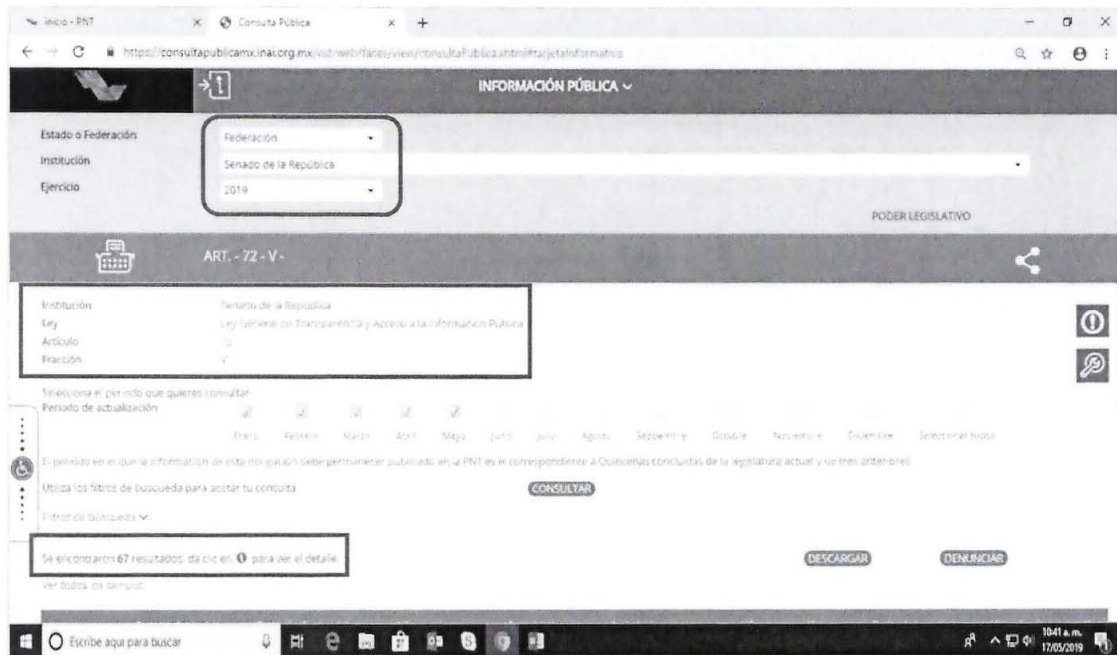 Inicio - PNT
Consulta Pública
https://consultapublicamx.inai.org.mx/vut-web/faces/view/consultaPublica.xhtml#tarjetaInformativa
INFORMACIÓN PÚBLICA
Estado o Federación Federación
Institución Senado de la República
Ejercicio 2019
PODER LEGISLATIVO
ART. - 72 - V -
Institución Senado de la República
Ley Ley General de Transparencia y Acceso a la Información Pública
Artículo 72
Fracción V
Selecciona el periodo que quieres consultar
Periodo de actualización
Enero Febrero Marzo Abril Mayo Junio Julio Agosto Septiembre Octubre Noviembre Diciembre Seleccionar todos
El periodo en el que la información de esta obligación debe permanecer publicado en la PNT es el correspondiente a Quincenas concluidas de la legislatura actual y de tres anteriores
Utiliza los filtros de búsqueda para acotar tu consulta
CONSULTAR
Filtros de búsqueda
Se encontraron 67 resultados, da clic en para ver el detalle.
DESCARGAR DENUNCIAR
Ver todos los campos
Escribe aquí para buscar
10:41 a. m.
17/05/2019